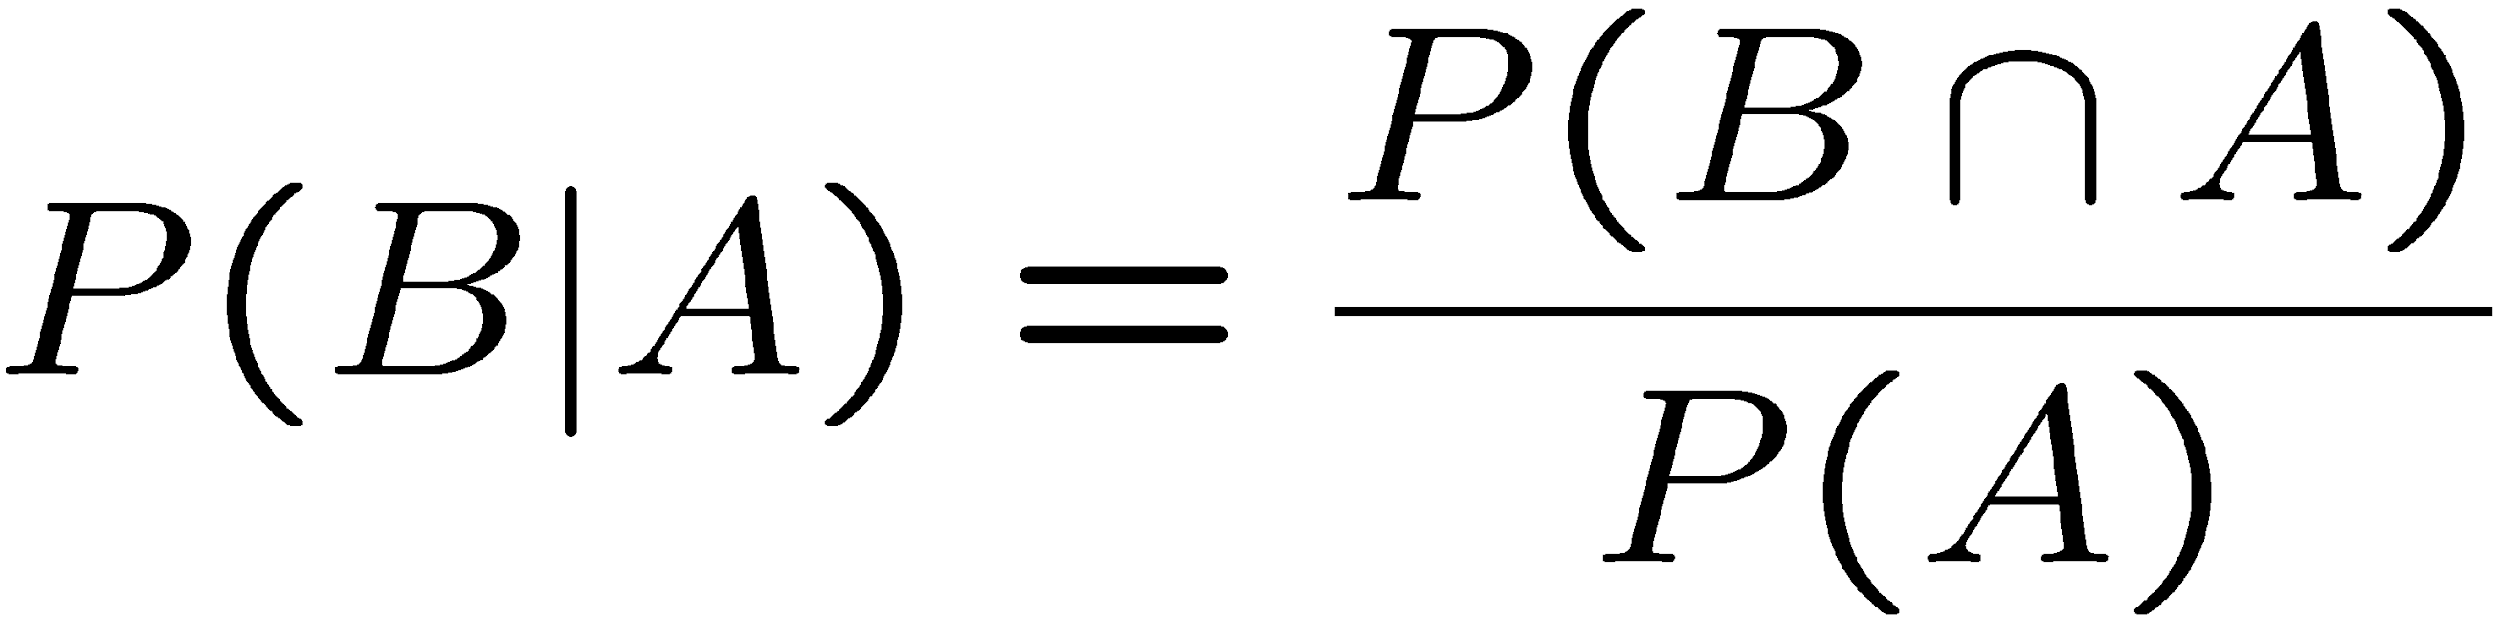 P(B|A) = P(B ∩ A) / P(A)